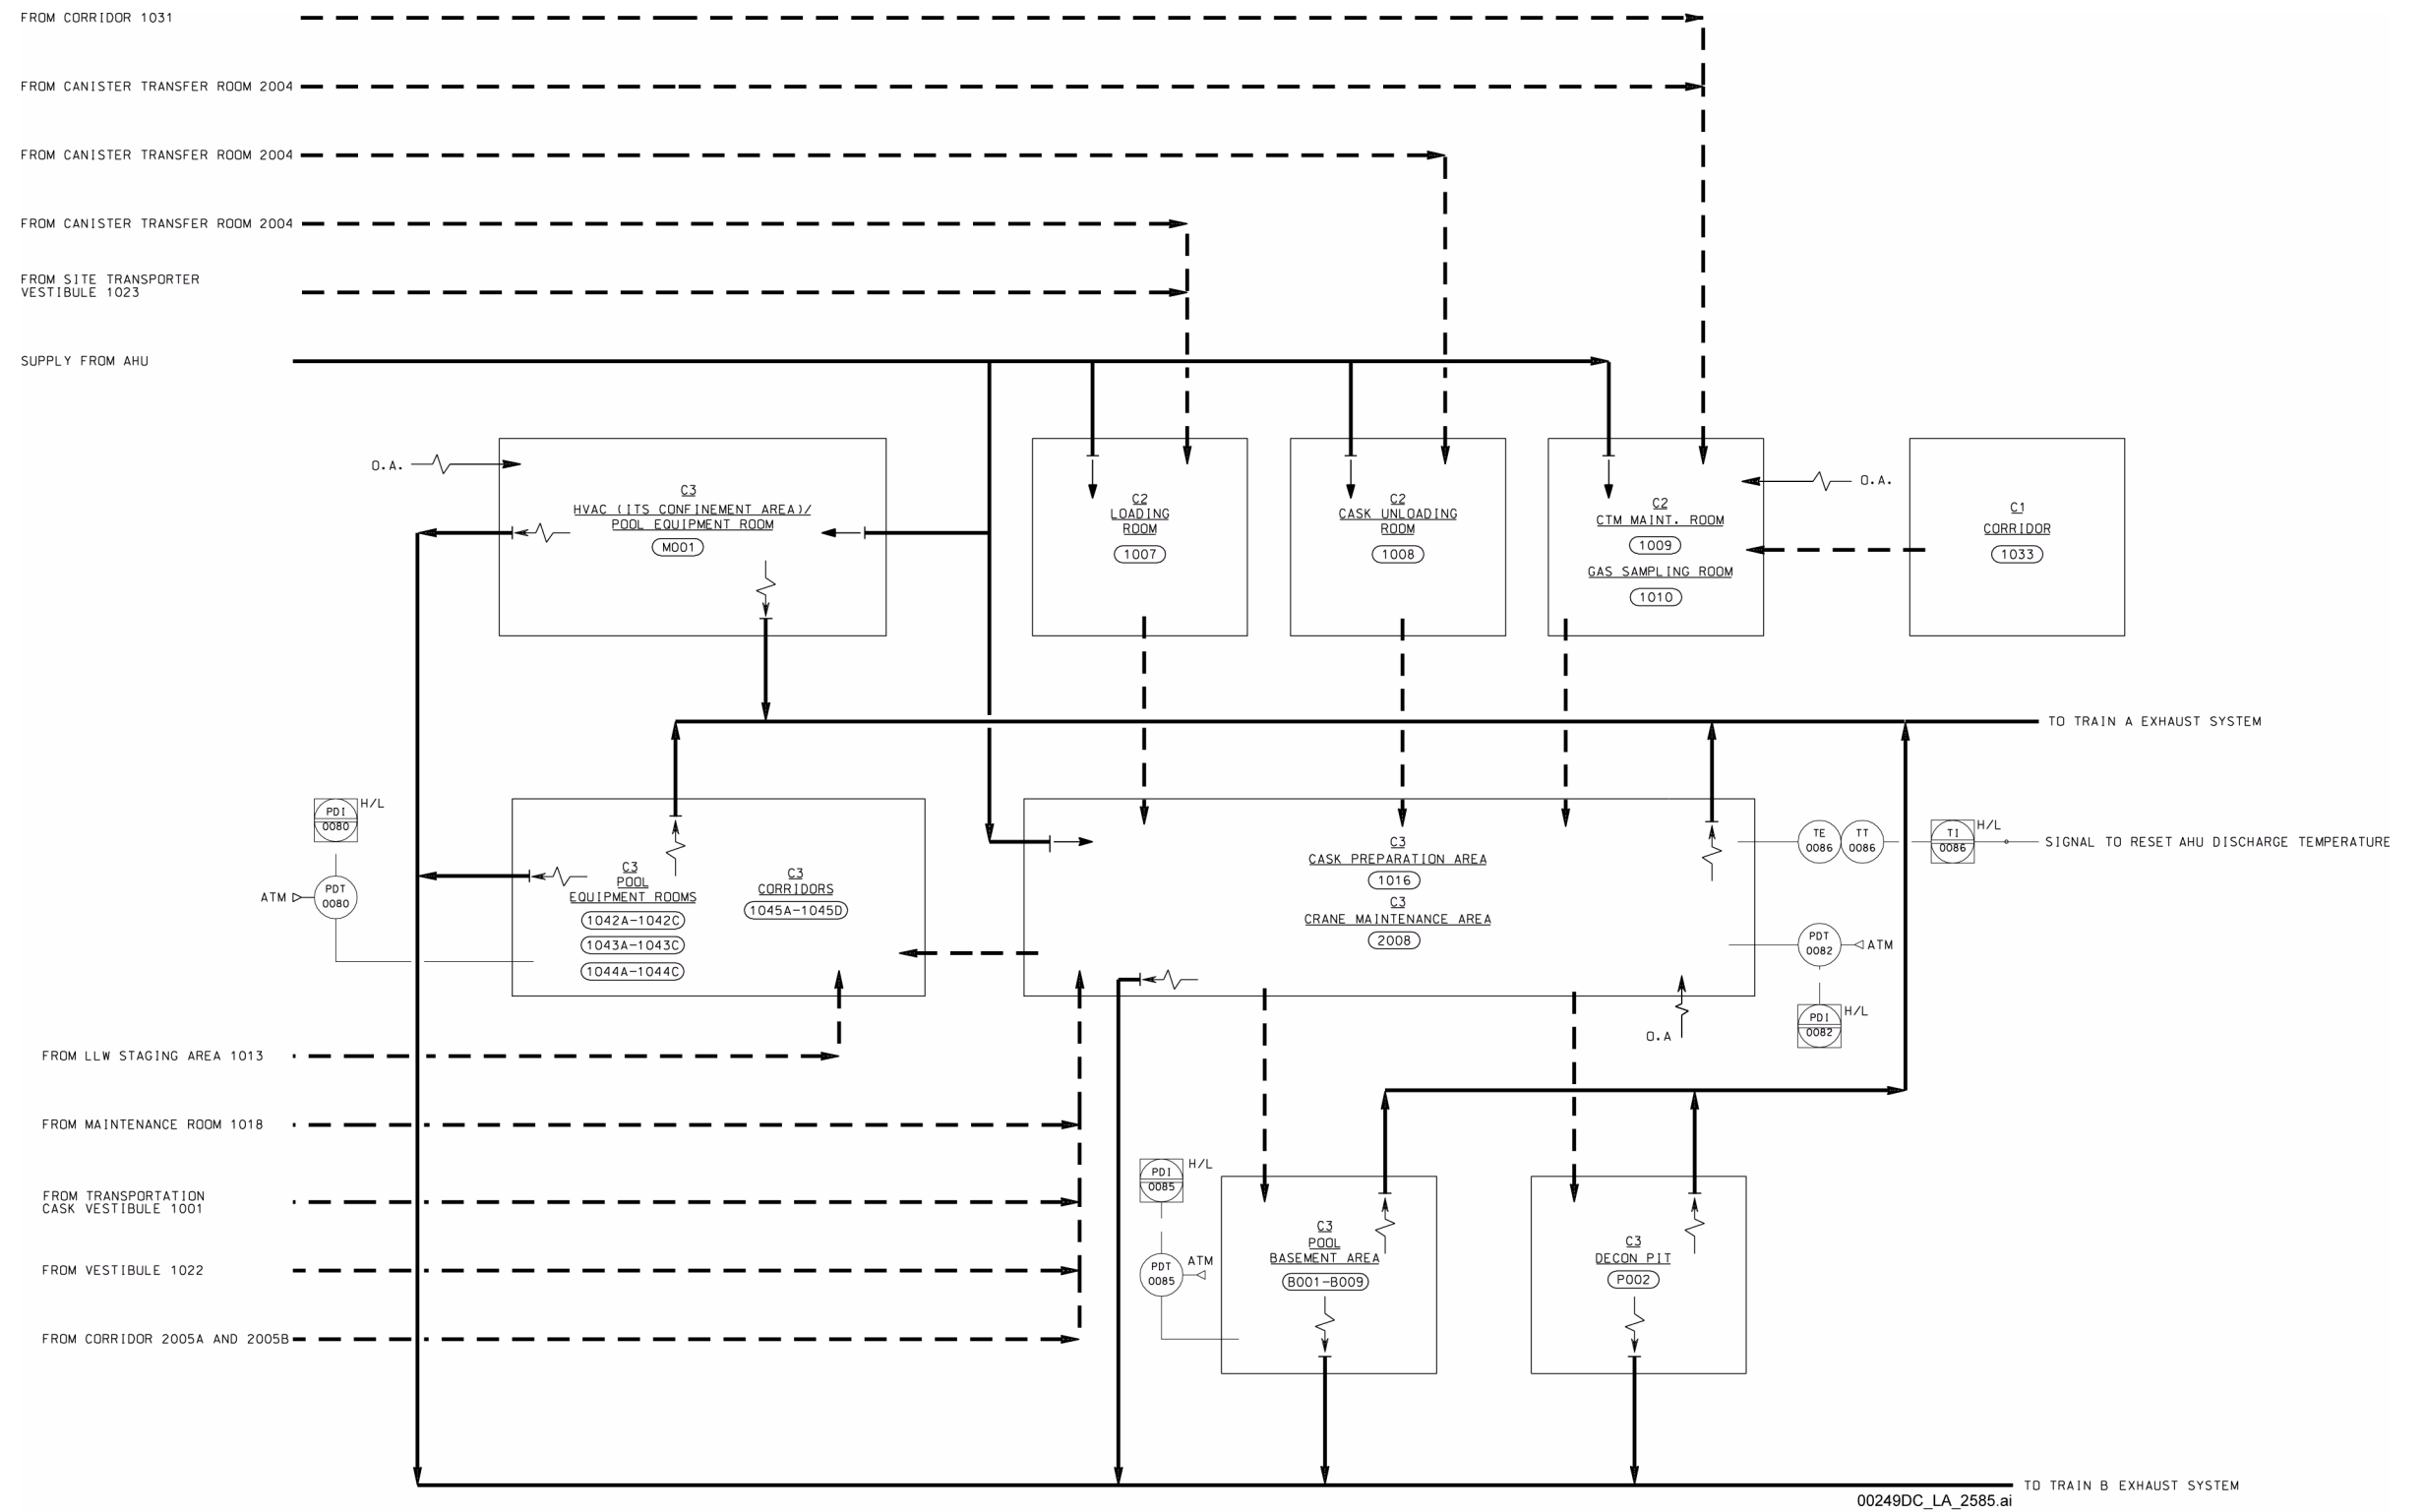 FROM CORRIDOR 1031
FROM CANISTER TRANSFER ROOM 2004
FROM CANISTER TRANSFER ROOM 2004
FROM CANISTER TRANSFER ROOM 2004
FROM SITE TRANSPORTER
VESTIBULE 1023
SUPPLY FROM AHU
O.A.
C3
HVAC (ITS CONFINEMENT AREA)/
POOL EQUIPMENT ROOM
M001
C2
LOADING
ROOM
1007
C2
CASK UNLOADING
ROOM
1008
C2
CTM MAINT. ROOM
1009
GAS SAMPLING ROOM
1010
O.A.
C1
CORRIDOR
1033
TO TRAIN A EXHAUST SYSTEM
PDI
0080
H/L
ATM
PDT
0080
C3
POOL
EQUIPMENT ROOMS
1042A-1042C
1043A-1043C
1044A-1044C
C3
CORRIDORS
1045A-1045D
C3
CASK PREPARATION AREA
1016
C3
CRANE MAINTENANCE AREA
2008
TE
0086
TT
0086
TI
0086
H/L
SIGNAL TO RESET AHU DISCHARGE TEMPERATURE
PDT
0082
ATM
PDI
0082
H/L
O.A
FROM LLW STAGING AREA 1013
FROM MAINTENANCE ROOM 1018
FROM TRANSPORTATION
CASK VESTIBULE 1001
FROM VESTIBULE 1022
FROM CORRIDOR 2005A AND 2005B
PDI
0085
H/L
PDT
0085
ATM
C3
POOL
BASEMENT AREA
B001-B009
C3
DECON PIT
P002
TO TRAIN B EXHAUST SYSTEM
00249DC_LA_2585.ai